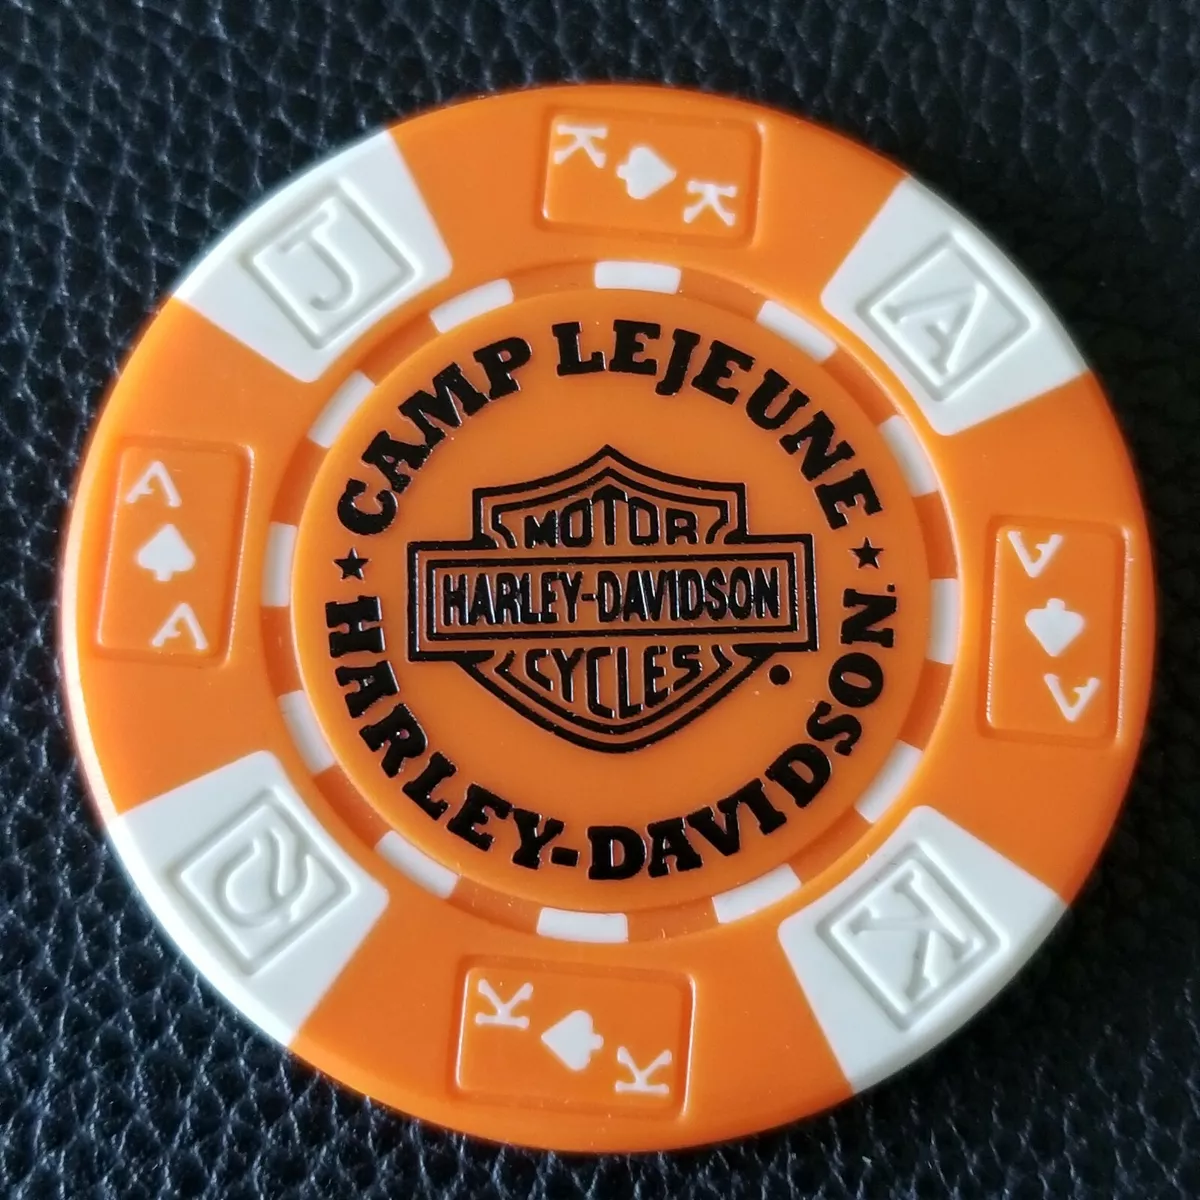 CAMP LEJEUNE
HARLEY-DAVIDSON.
MOTOR
HARLEY-DAVIDSON
CYCLES
K K
A
A A
K
K K
Q
A A
J